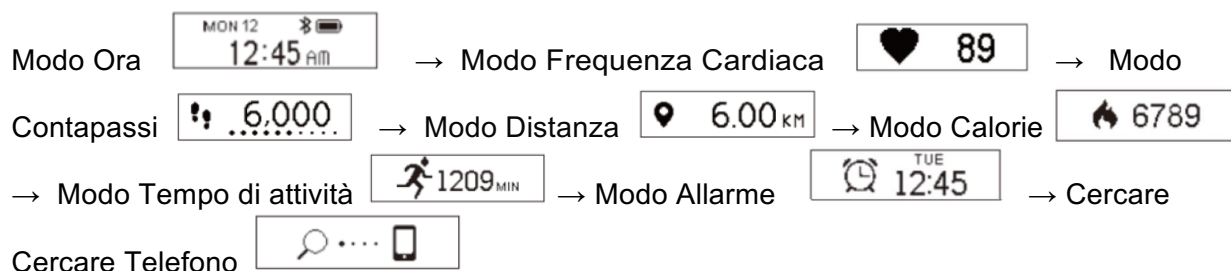 MON 12
Modo Ora 12:45 AM → Modo Frequenza Cardiaca 89 → Modo
Contapassi 6,000 → Modo Distanza 6.00 KM → Modo Calorie 6789
→ Modo Tempo di attività 1209 MIN → Modo Allarme TUE 12:45 → Cercare
Cercare Telefono